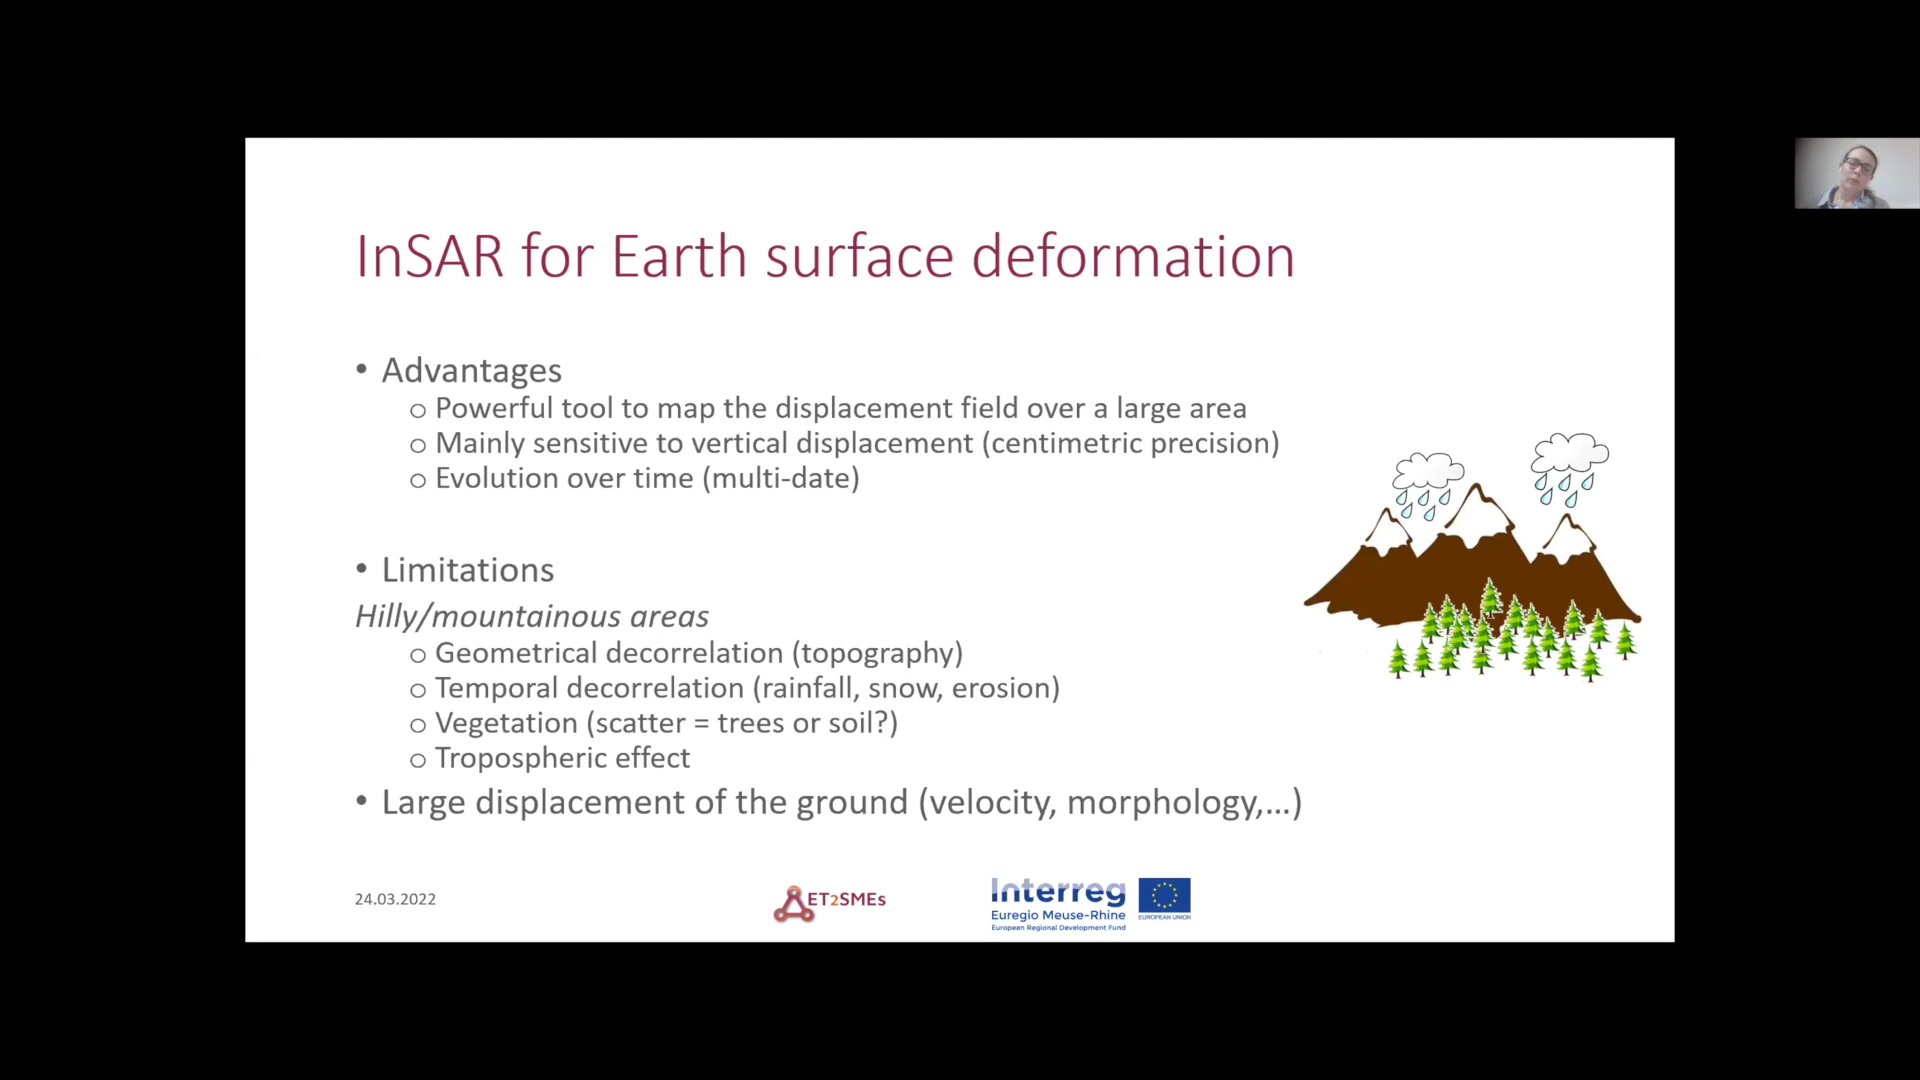 InSAR for Earth surface deformation
• Advantages
o Powerful tool to map the displacement field over a large area
o Mainly sensitive to vertical displacement (centimetric precision)
o Evolution over time (multi-date)
• Limitations
Hilly/mountainous areas
o Geometrical decorrelation (topography)
o Temporal decorrelation (rainfall, snow, erosion)
o Vegetation (scatter = trees or soil?)
o Tropospheric effect
• Large displacement of the ground (velocity, morphology,...)
24.03.2022
ET2SMEs
Interreg
Euregio Meuse-Rhine
European Regional Development Fund
EUROPEAN UNION